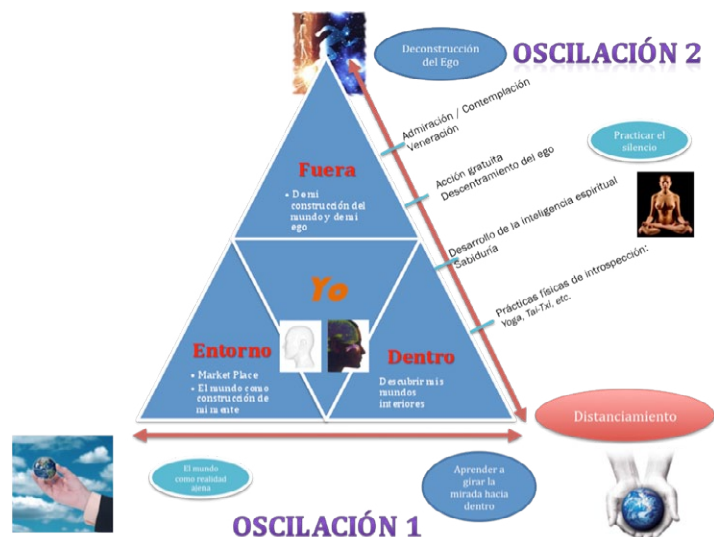 Deconstrucción
del Ego
OSCILACIÓN 2
Admiración / Contemplación
Veneración
Practicar el
silencio
Acción gratuita
Descentramiento del ego
Fuera
• De mi
construcción del
mundo y de mi
ego
Desarrollo de la inteligencia espiritual
Sabiduría
Yo
Prácticas físicas de introspección:
Yoga, Tai-Txi, etc.
Entorno
• Market Place
• El mundo como
construcción de
mi mente
Dentro
Descubrir mis
mundos
interiores
Distanciamiento
El mundo
como realidad
ajena
Aprender a
girar la
mirada hacia
dentro
OSCILACIÓN 1